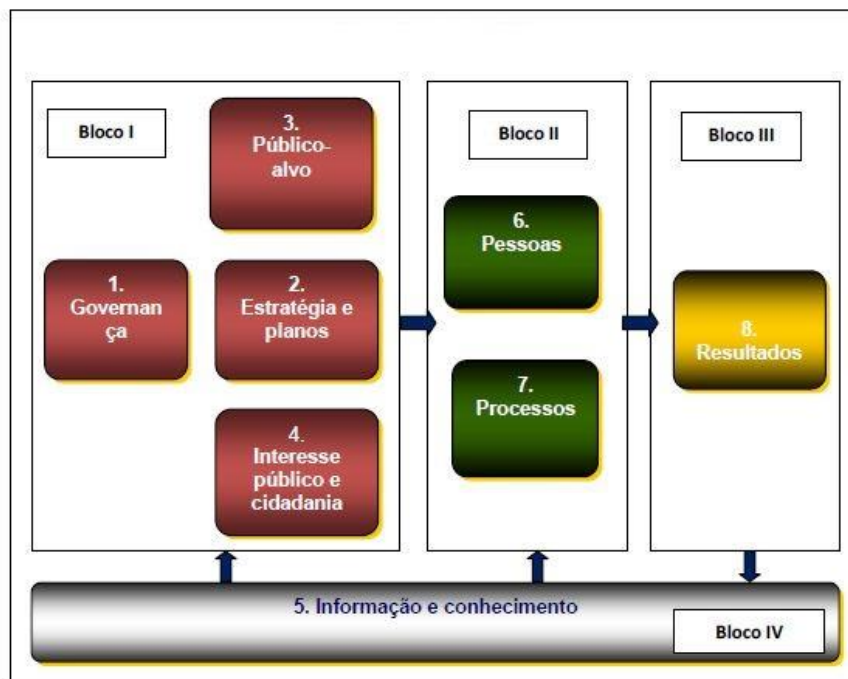 Bloco I
3.
Público-
alvo
1.
Governan
ça
2.
Estratégia e
planos
4.
Interesse
público e
cidadania
Bloco II
6.
Pessoas
7.
Processos
Bloco III
8.
Resultados
5. Informação e conhecimento
Bloco IV